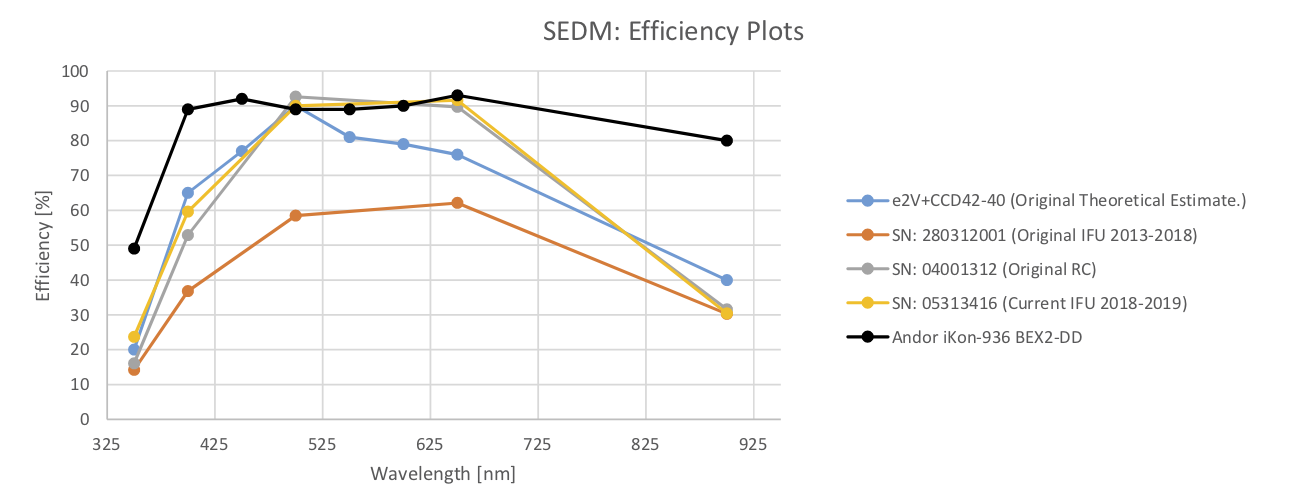 SEDM: Efficiency Plots
100
90
80
70
60
50
40
30
20
10
0
Efficiency [%]
325 425 525 625 725 825 925
Wavelength [nm]
e2V+CCD42-40 (Original Theoretical Estimate.)
SN: 280312001 (Original IFU 2013-2018)
SN: 04001312 (Original RC)
SN: 05313416 (Current IFU 2018-2019)
Andor iKon-936 BEX2-DD